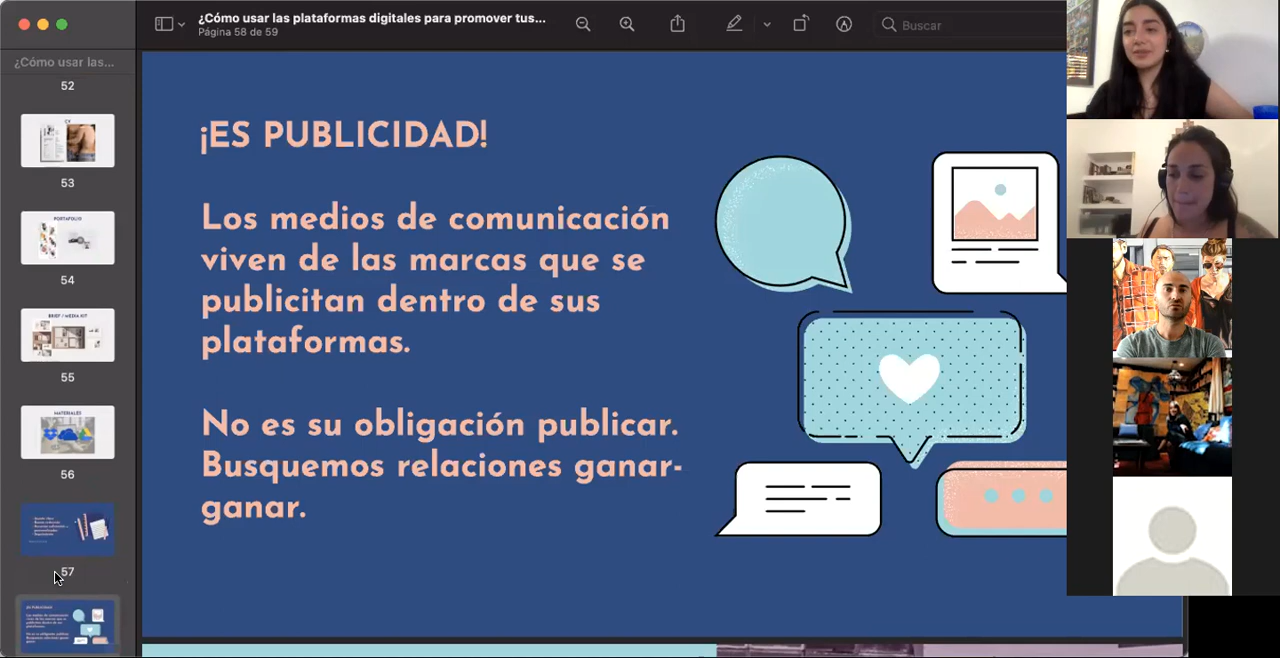 ¿Cómo usar las plataformas digitales para promover tus...
Página 58 de 59
Buscar
¿Cómo usar las...
52
CV
53
PORTAFOLIO
54
BRIEF / MEDIA KIT
55
MATERIALES
56
57
¡ES PUBLICIDAD!
Los medios de comunicación
viven de las marcas que se
publicitan dentro de sus
plataformas.
No es su obligación publicar.
Busquemos relaciones ganar-
ganar.